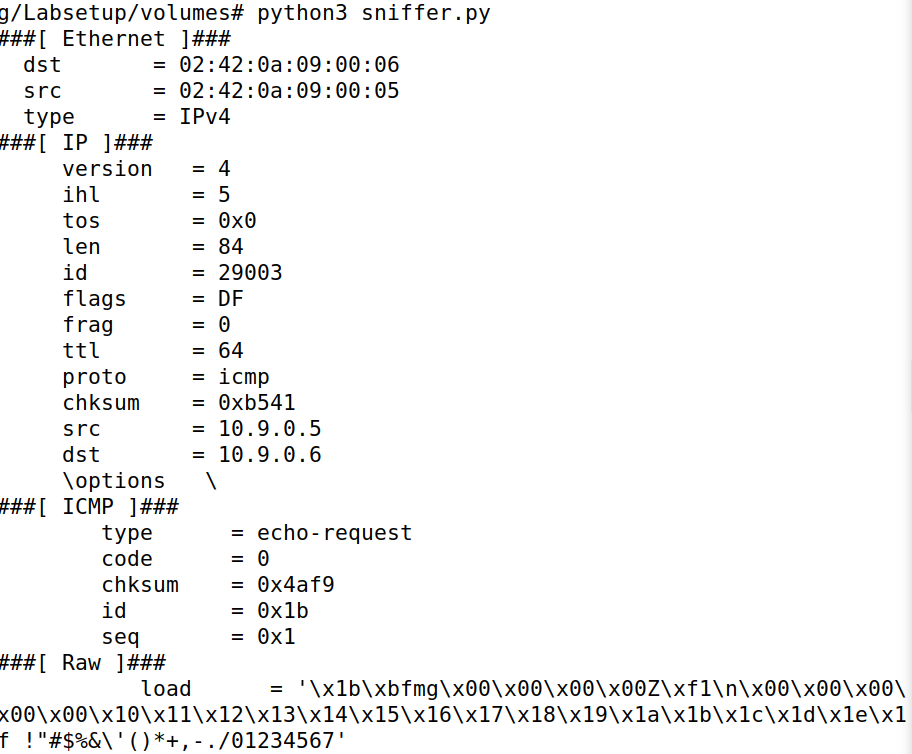 g/Labsetup/volumes# python3 sniffer.py
###[ Ethernet ]###
  dst       = 02:42:0a:09:00:06
  src       = 02:42:0a:09:00:05
  type      = IPv4
###[ IP ]###
     version   = 4
     ihl       = 5
     tos       = 0x0
     len       = 84
     id        = 29003
     flags     = DF
     frag      = 0
     ttl       = 64
     proto     = icmp
     chksum    = 0xb541
     src       = 10.9.0.5
     dst       = 10.9.0.6
     \options   \
###[ ICMP ]###
        type      = echo-request
        code      = 0
        chksum    = 0x4af9
        id        = 0x1b
        seq       = 0x1
###[ Raw ]###
           load      = '\x1b\xbfmg\x00\x00\x00\x00Z\xf1\n\x00\x00\x00\
x00\x00\x10\x11\x12\x13\x14\x15\x16\x17\x18\x19\x1a\x1b\x1c\x1d\x1e\x1
f !"#$%&\'()*+,-./01234567'